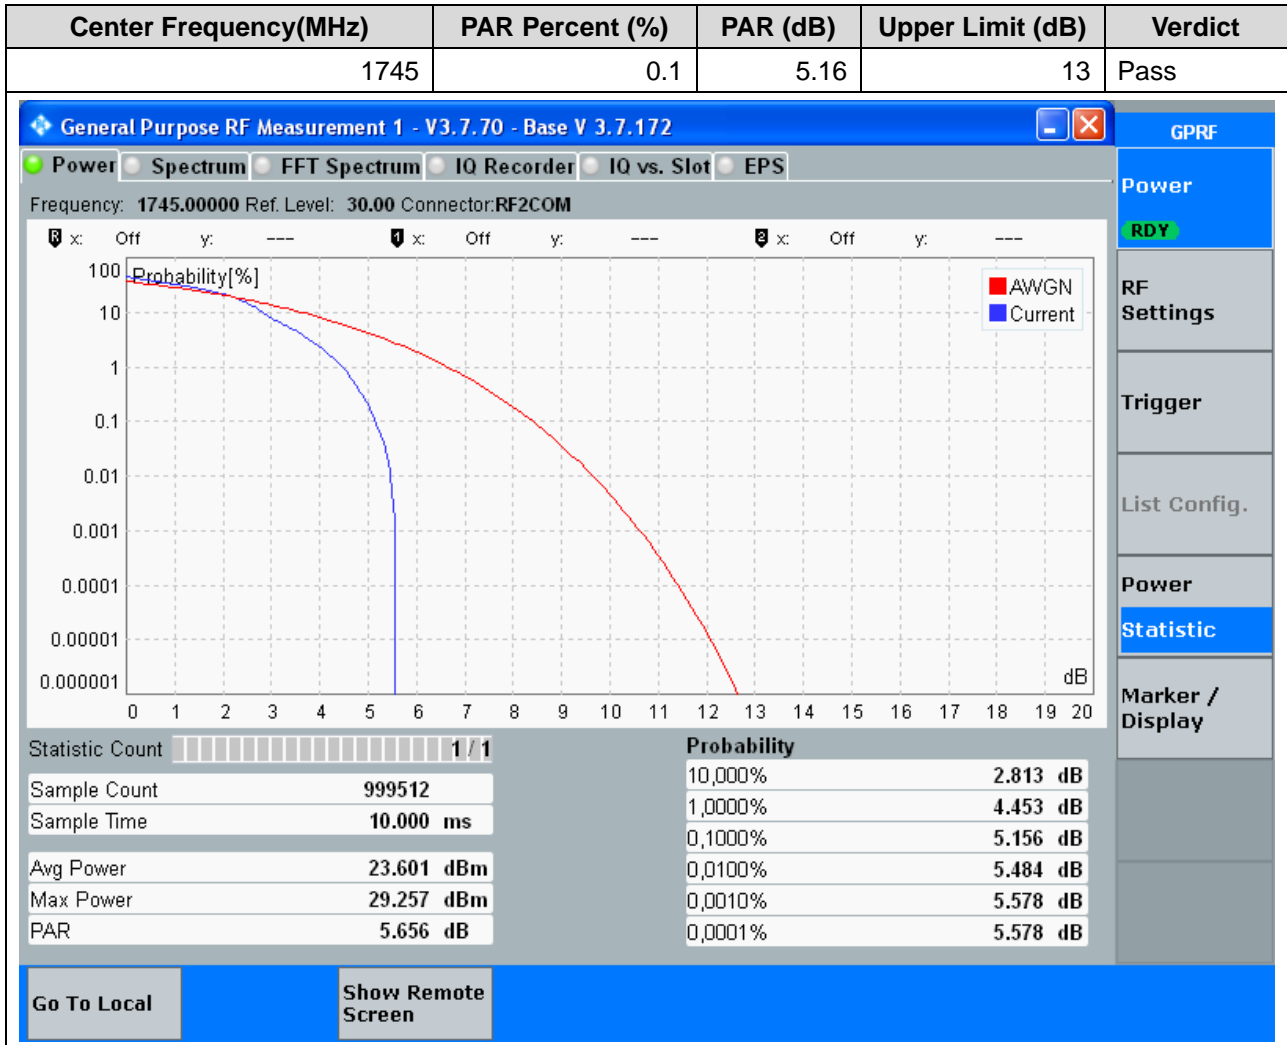 Center Frequency(MHz) PAR Percent (%) PAR (dB) Upper Limit (dB) Verdict
1745 0.1 5.16 13 Pass
General Purpose RF Measurement 1 - V3.7.70 - Base V 3.7.172
GPRF
Power Spectrum FFT Spectrum IQ Recorder IQ vs. Slot EPS
Frequency: 1745.00000 Ref. Level: 30.00 Connector:RF2COM
R x: Off y: --- 1 x: Off y: --- 2 x: Off y: ---
Probability[%]
100
10
1
0.1
0.01
0.001
0.0001
0.00001
0.000001
AWGN
Current
dB
0 1 2 3 4 5 6 7 8 9 10 11 12 13 14 15 16 17 18 19 20
Statistic Count 1 / 1
Sample Count 999512
Sample Time 10.000 ms
Avg Power 23.601 dBm
Max Power 29.257 dBm
PAR 5.656 dB
Probability
10,000% 2.813 dB
1,0000% 4.453 dB
0,1000% 5.156 dB
0,0100% 5.484 dB
0,0010% 5.578 dB
0,0001% 5.578 dB
Power
RDY
RF
Settings
Trigger
List Config.
Power
Statistic
Marker /
Display
Go To Local
Show Remote
Screen